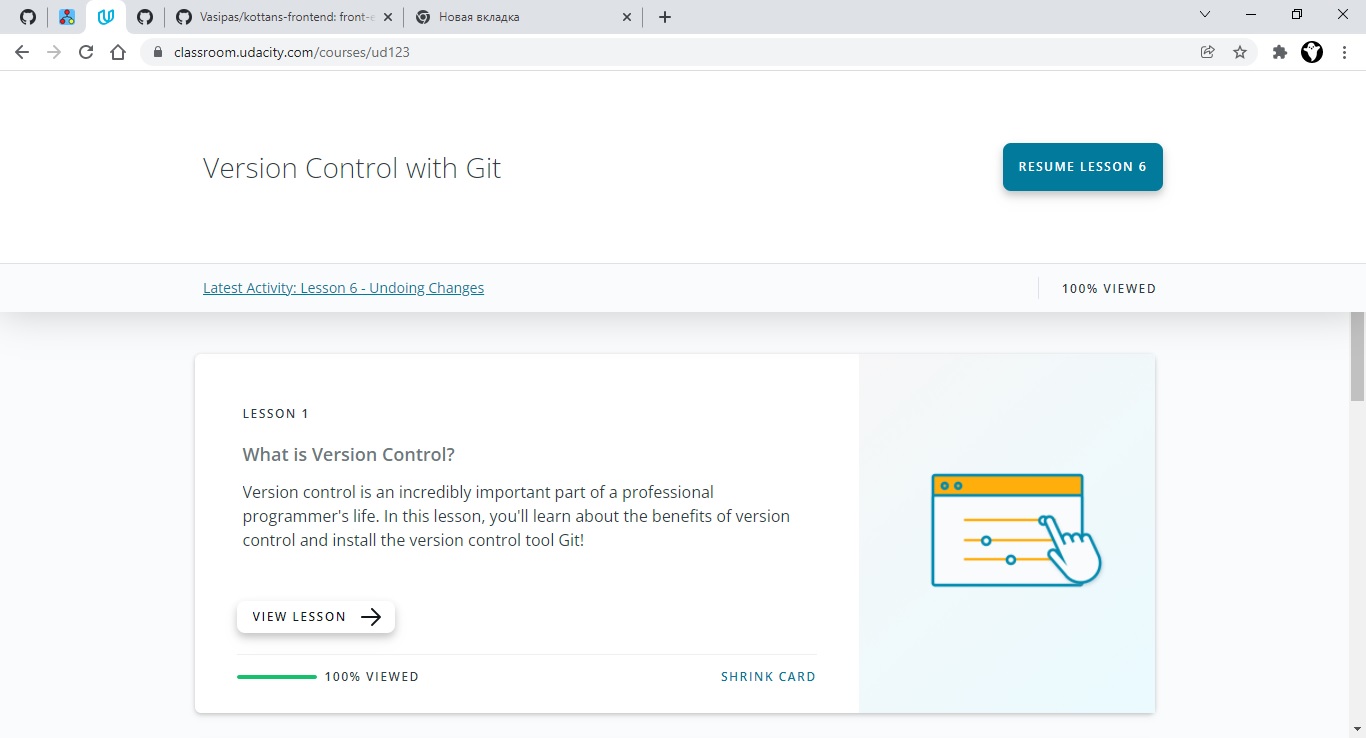 Vasipas/kottans-frontend: front-e
Новая вкладка
classroom.udacity.com/courses/ud123
Version Control with Git
RESUME LESSON 6
Latest Activity: Lesson 6 - Undoing Changes
100% VIEWED
LESSON 1
What is Version Control?
Version control is an incredibly important part of a professional
programmer's life. In this lesson, you'll learn about the benefits of version
control and install the version control tool Git!
VIEW LESSON
100% VIEWED
SHRINK CARD